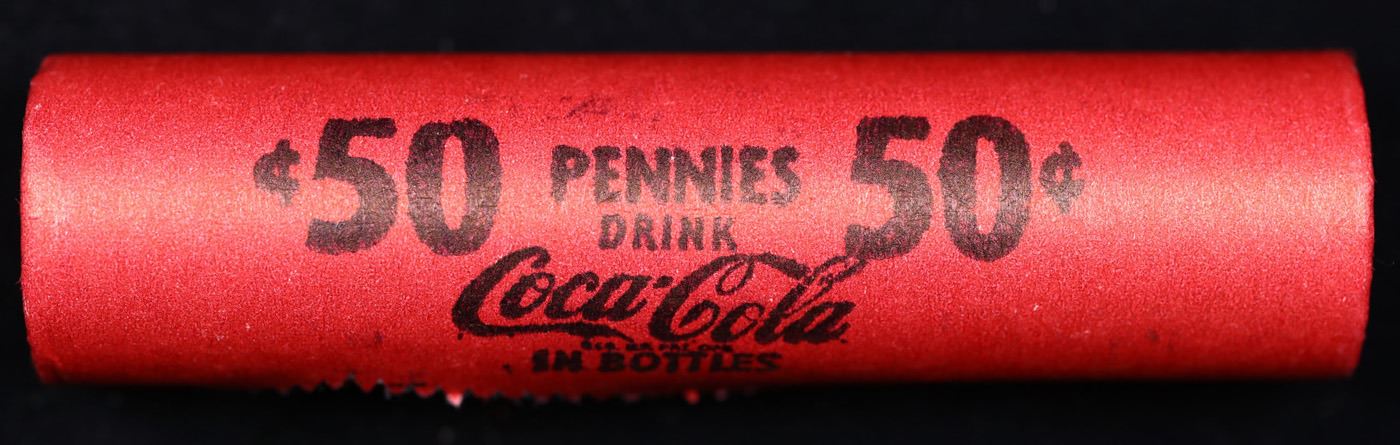 ¢50 PENNIES 50¢
DRINK
Coca-Cola
IN BOTTLES